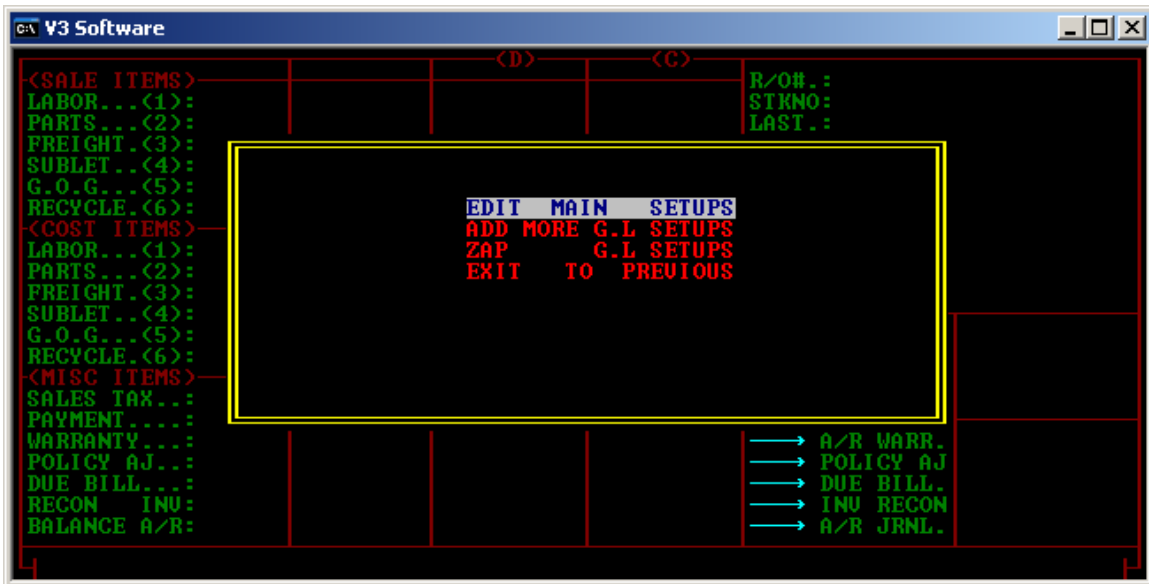 V3 Software
(D) (C)
(SALE ITEMS) R/O#.:
LABOR...(1): STKNO:
PARTS...(2): LAST.:
FREIGHT.(3):
SUBLET..(4):
G.O.G...(5):
RECYCLE.(6): EDIT MAIN SETUPS
(COST ITEMS) ADD MORE G.L SETUPS
LABOR...(1): ZAP G.L SETUPS
PARTS...(2): EXIT TO PREVIOUS
FREIGHT.(3):
SUBLET..(4):
G.O.G...(5):
RECYCLE.(6):
(MISC ITEMS)
SALES TAX..:
PAYMENT....:
WARRANTY...: → A/R WARR.
POLICY AJ..: → POLICY AJ
DUE BILL...: → DUE BILL.
RECON INV: → INV RECON
BALANCE A/R: → A/R JRNL.